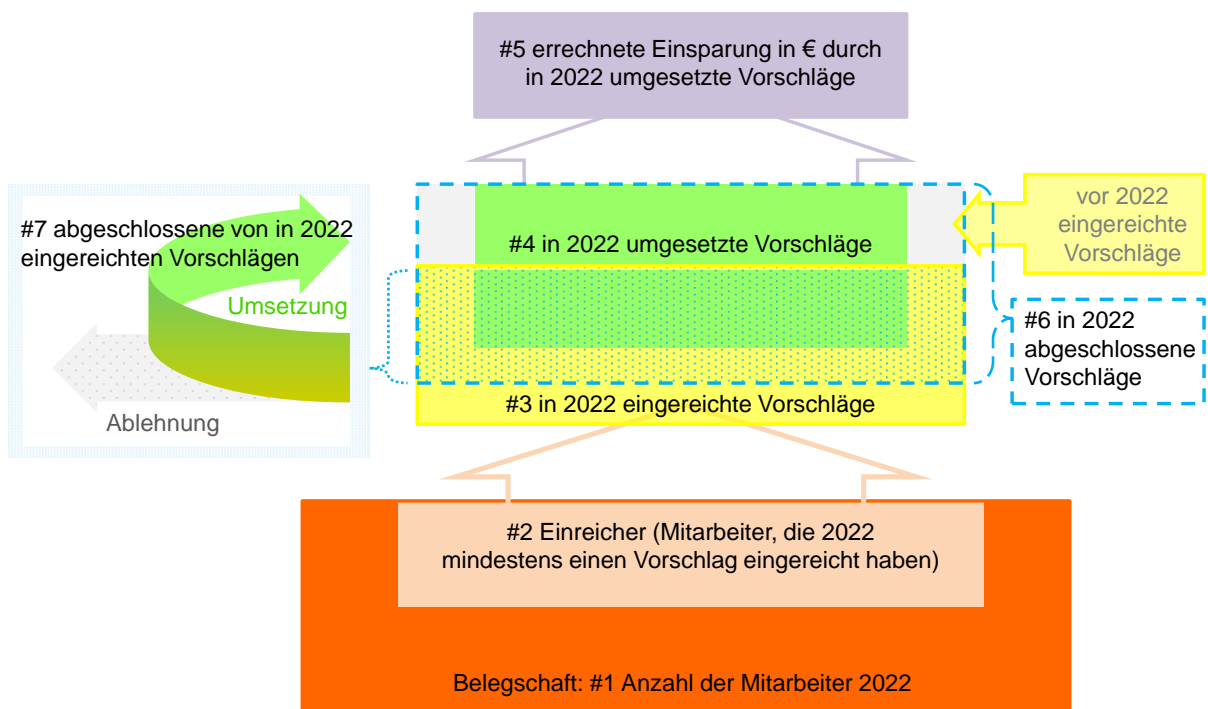 #5 errechnete Einsparung in € durch
in 2022 umgesetzte Vorschläge
#7 abgeschlossene von in 2022
eingereichten Vorschlägen
Umsetzung
Ablehnung
#4 in 2022 umgesetzte Vorschläge
#3 in 2022 eingereichte Vorschläge
vor 2022
eingereichte
Vorschläge
#6 in 2022
abgeschlossene
Vorschläge
#2 Einreicher (Mitarbeiter, die 2022
mindestens einen Vorschlag eingereicht haben)
Belegschaft: #1 Anzahl der Mitarbeiter 2022